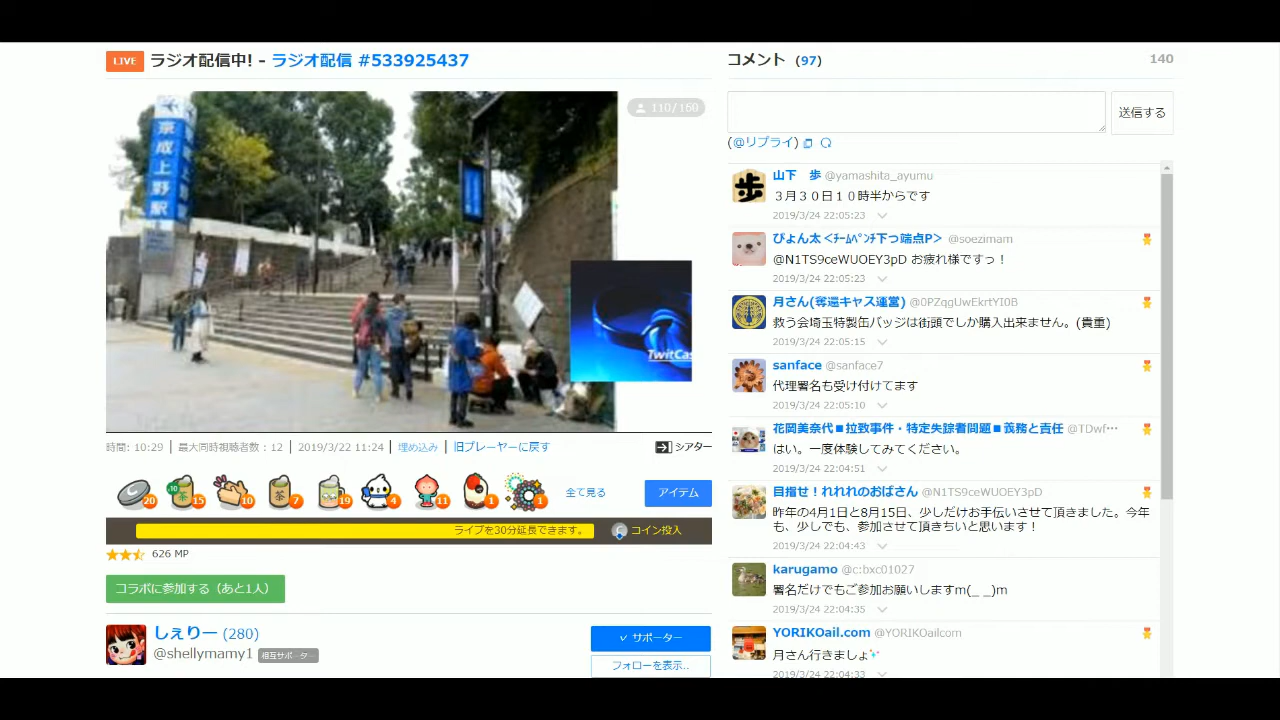 LIVE ラジオ配信中! - ラジオ配信 #533925437
110/150
京成上野駅
TwitCas
時間: 10:29 | 最大同時視聴者数 : 12 | 2019/3/22 11:24 | 埋め込み | 旧プレーヤーに戻す
シアター
20 +10 15 10 茶 7 19 4 11 1 1 全て見る アイテム
ライブを30分延長できます。 C コイン投入
626 MP
コラボに参加する（あと1人）
しぇりー (280)
@shellymamy1 相互サポーター
✓ サポーター
フォローを表示..
コメント (97) 140
送信する
(@リプライ)
歩
山下 歩 @yamashita_ayumu
３月３０日１０時半からです
2019/3/24 22:05:23
ぴょん太<ﾁｰﾑﾍﾟﾝﾁ下っ端点P> @soezimam
@N1TS9ceWUOEY3pD お疲れ様ですっ！
2019/3/24 22:05:23
月さん(奪還キャス運営) @0PZqgUwEkrtYI0B
救う会埼玉特製缶バッジは街頭でしか購入出来ません。(貴重)
2019/3/24 22:05:15
sanface @sanface7
代理署名も受け付けてます
2019/3/24 22:05:10
花岡美奈代■拉致事件・特定失踪者問題■義務と責任 @TDwf…
はい。一度体験してみてください。
2019/3/24 22:04:51
目指せ！れれれのおばさん @N1TS9ceWUOEY3pD
昨年の4月1日と8月15日、少しだけお手伝いさせて頂きました。今年
も、少しでも、参加させて頂きちいと思います！
2019/3/24 22:04:43
karugamo @c:bxc01027
署名だけでもご参加お願いしますm(_ _)m
2019/3/24 22:04:35
YORIKOail.com @YORIKOailcom
月さん行きましょ✨
2019/3/24 22:04:33